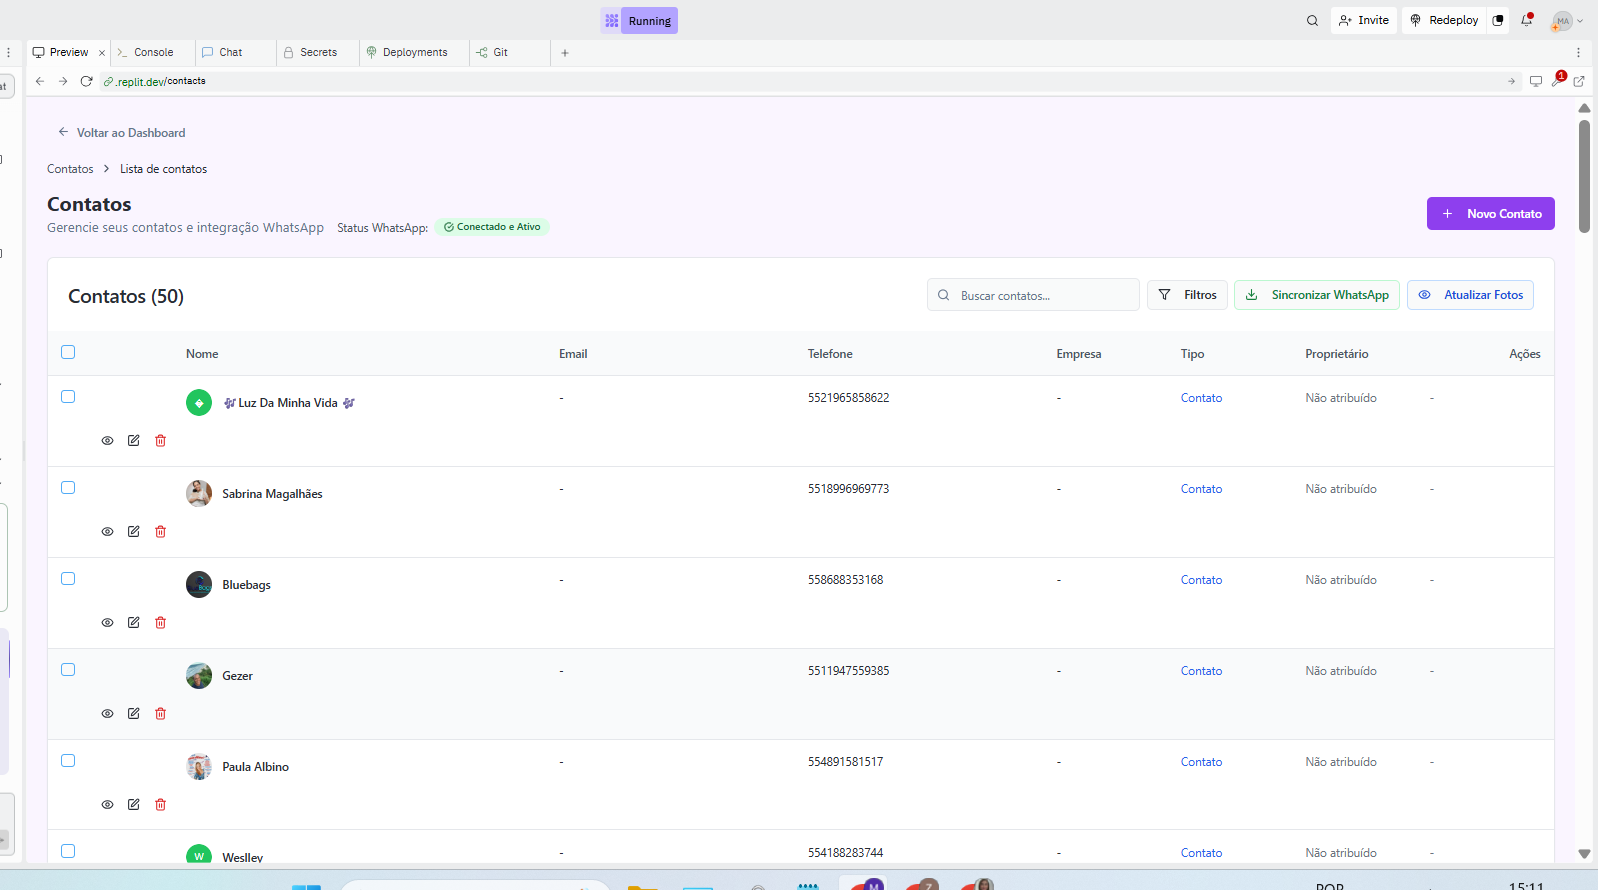 Running
Invite
Redeploy
MA
Preview
Console
Chat
Secrets
Deployments
Git
.replit.dev/contacts
1
Voltar ao Dashboard
Contatos > Lista de contatos
Contatos
Gerencie seus contatos e integração WhatsApp Status WhatsApp: Conectado e Ativo
+ Novo Contato
Contatos (50)
Buscar contatos...
Filtros
Sincronizar WhatsApp
Atualizar Fotos
Nome Email Telefone Empresa Tipo Proprietário Ações
Luz Da Minha Vida - 5521965858622 - Contato Não atribuído -
Sabrina Magalhães - 5518996969773 - Contato Não atribuído -
Bluebags - 558688353168 - Contato Não atribuído -
Gezer - 5511947559385 - Contato Não atribuído -
Paula Albino - 554891581517 - Contato Não atribuído -
W Weslley - 554188283744 - Contato Não atribuído -
M
Z
POR
15:11